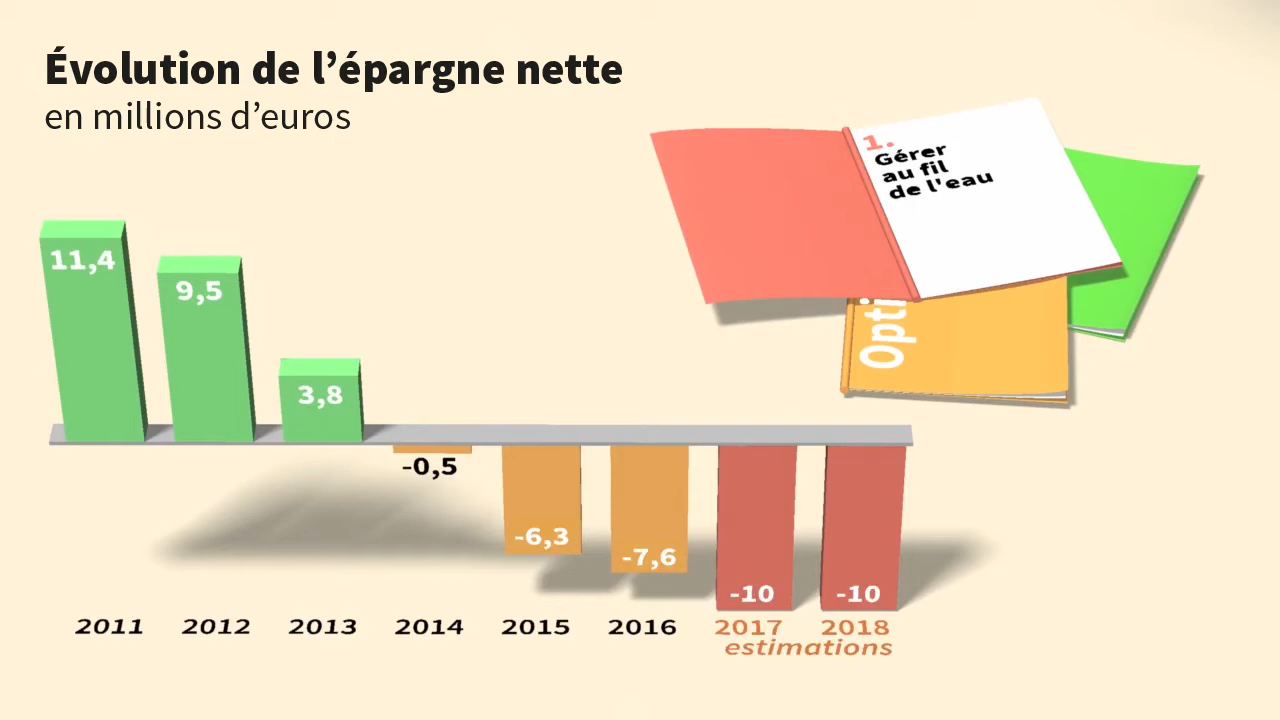 Évolution de l’épargne nette
en millions d’euros
1.
Gérer
au fil
de l'eau
Opti
11,4
9,5
3,8
-0,5
-6,3
-7,6
-10
-10
2011
2012
2013
2014
2015
2016
2017
2018
estimations